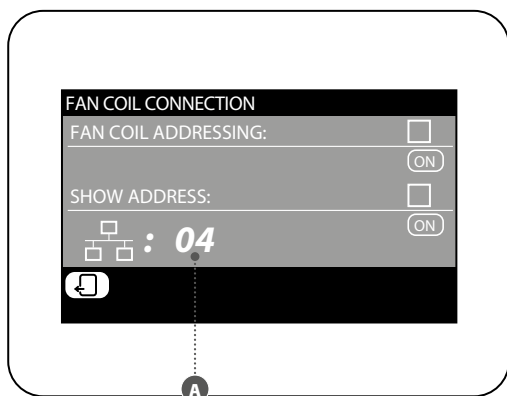 FAN COIL CONNECTION
FAN COIL ADDRESSING:
ON
SHOW ADDRESS:
ON
: 04
A